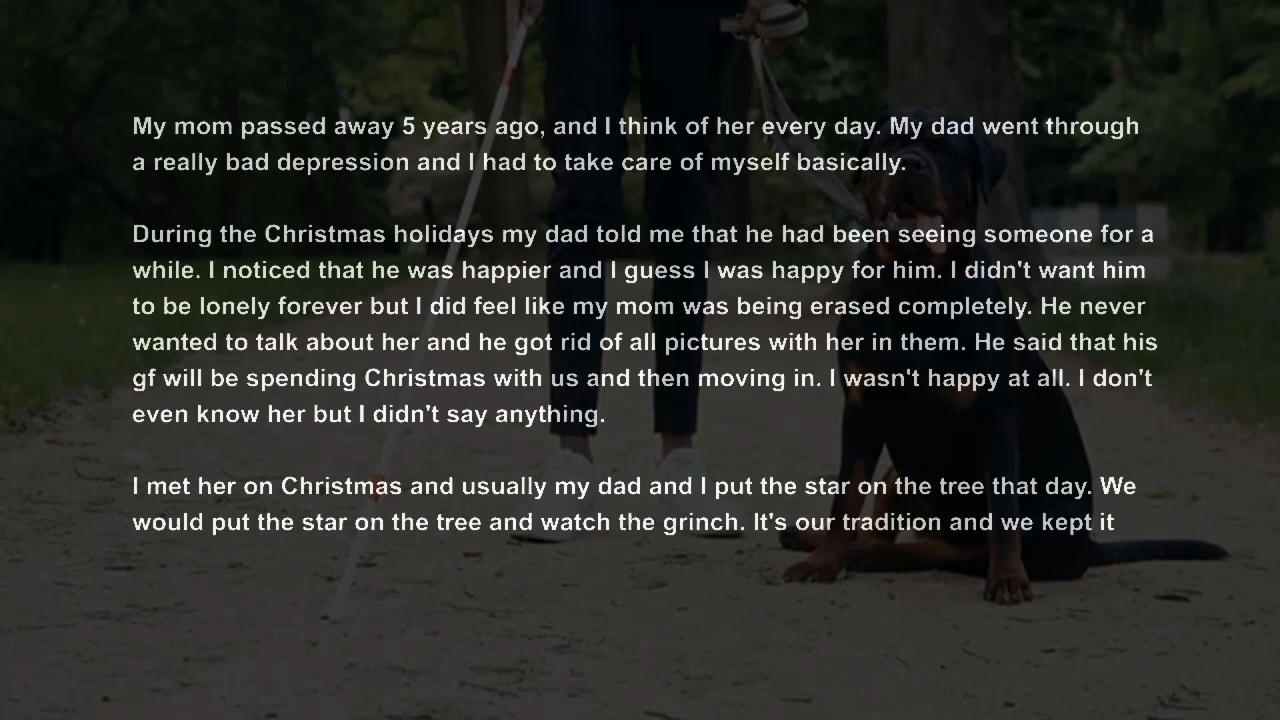 My mom passed away 5 years ago, and I think of her every day. My dad went through
a really bad depression and I had to take care of myself basically.
During the Christmas holidays my dad told me that he had been seeing someone for a
while. I noticed that he was happier and I guess I was happy for him. I didn't want him
to be lonely forever but I did feel like my mom was being erased completely. He never
wanted to talk about her and he got rid of all pictures with her in them. He said that his
gf will be spending Christmas with us and then moving in. I wasn't happy at all. I don't
even know her but I didn't say anything.
I met her on Christmas and usually my dad and I put the star on the tree that day. We
would put the star on the tree and watch the grinch. It's our tradition and we kept it